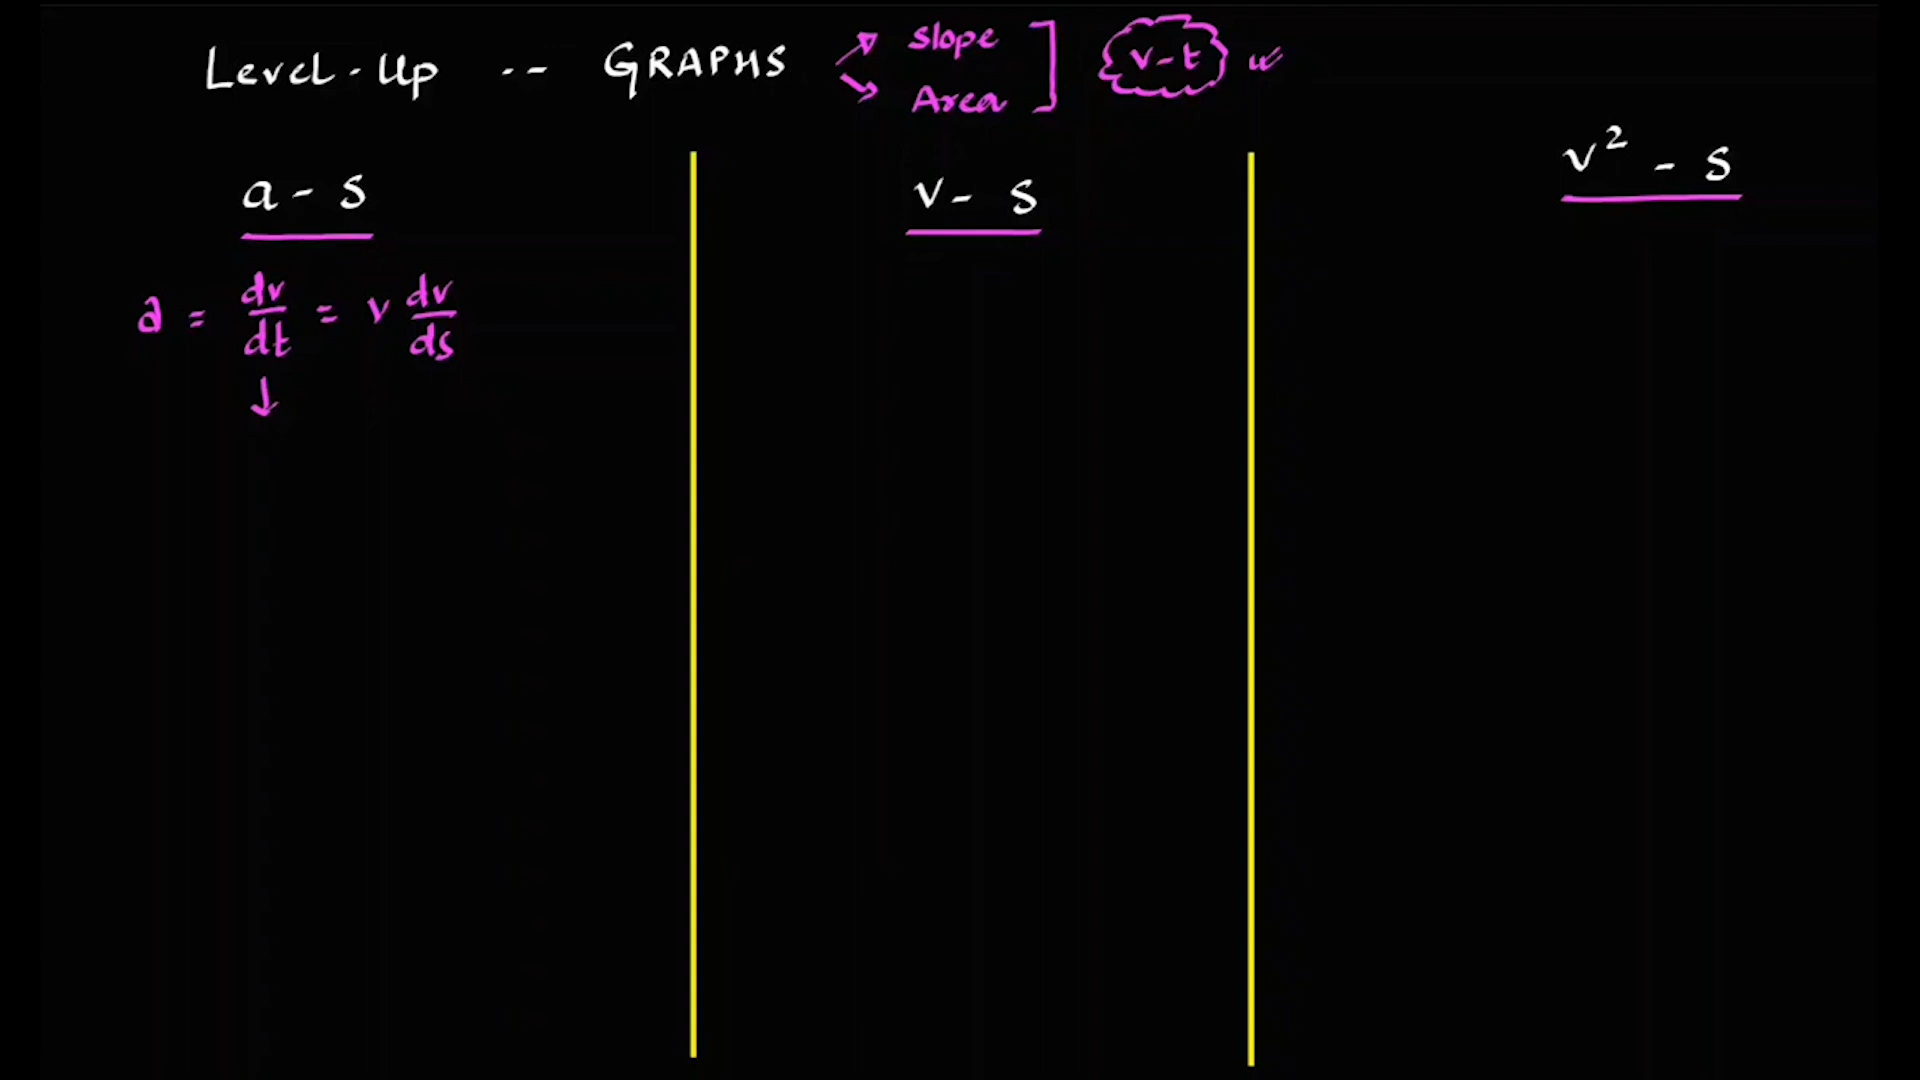 Level-Up -- GRAPHS
Slope
Area
v-t
a - s
v - s
v² - s
a = dv/dt = v dv/ds